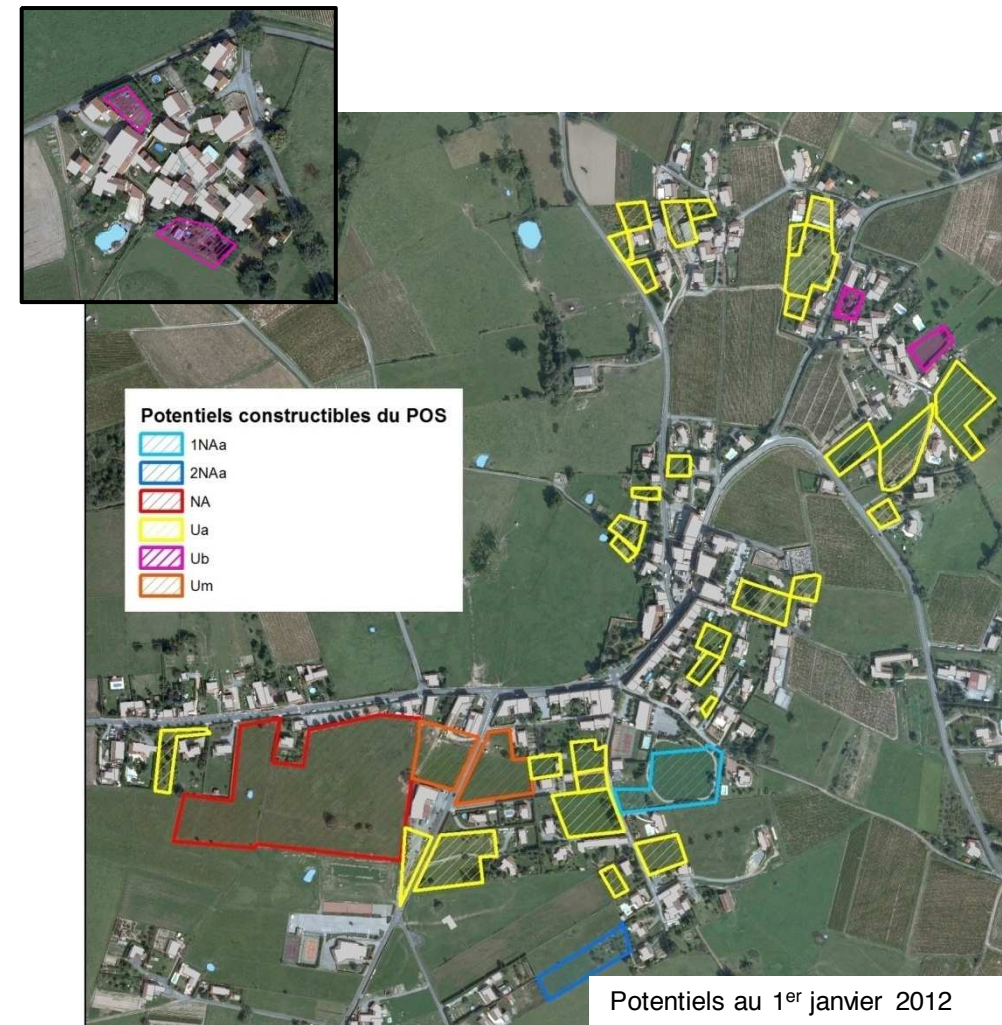 Potentiels constructibles du POS
1NAa
2NAa
NA
Ua
Ub
Um
Potentiels au 1er janvier 2012